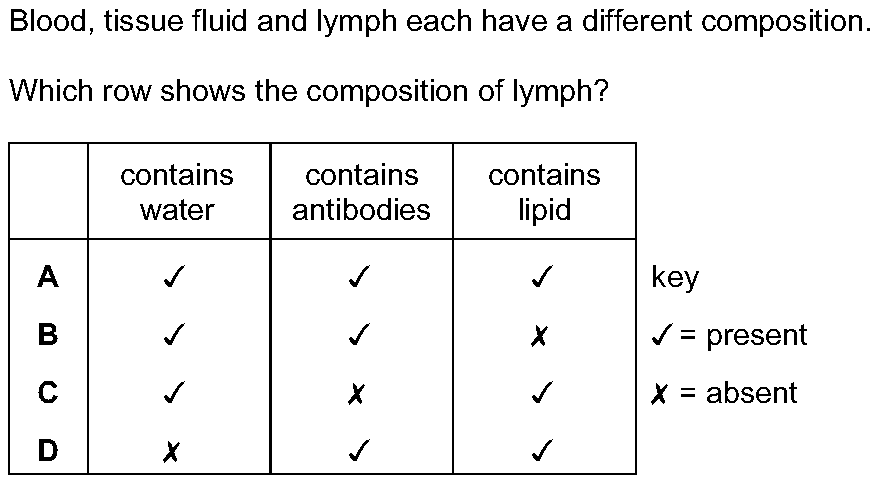 Blood, tissue fluid and lymph each have a different composition.
Which row shows the composition of lymph?
contains water contains antibodies contains lipid
A ✓ ✓ ✓ key
B ✓ ✓ ✗ ✓ = present
C ✓ ✗ ✓ ✗ = absent
D ✗ ✓ ✓